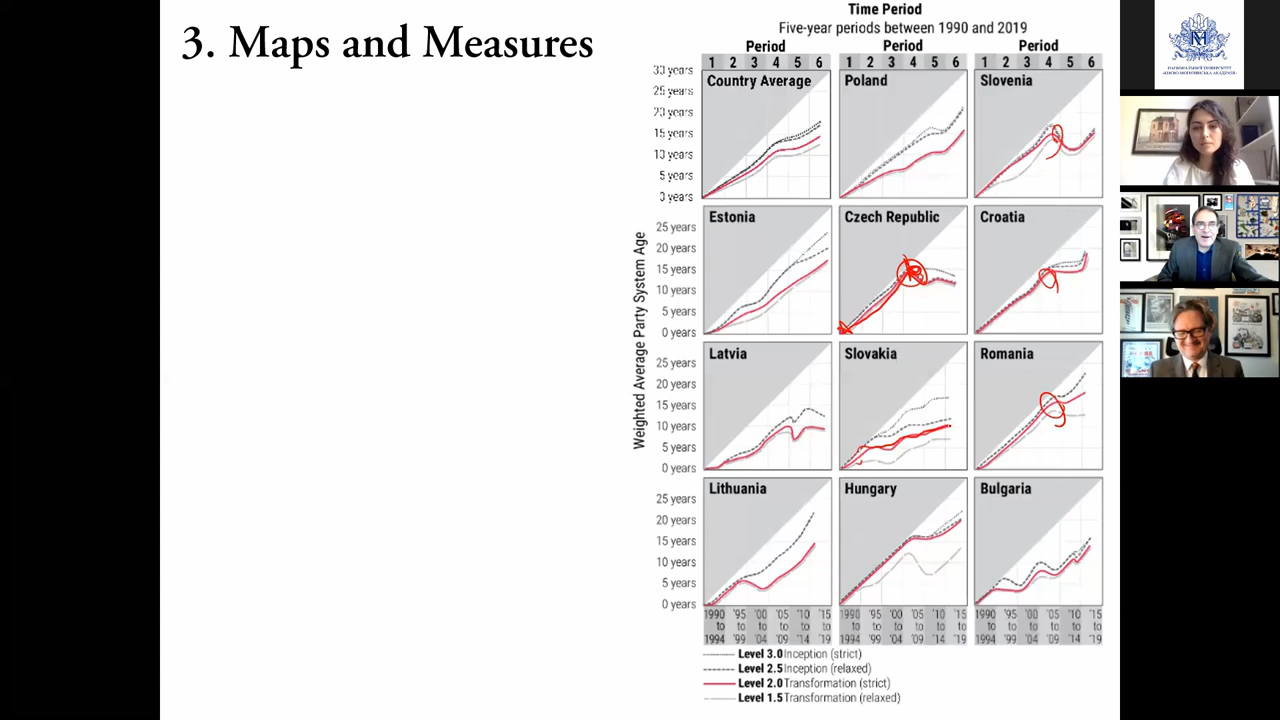 3. Maps and Measures
Time Period
Five-year periods between 1990 and 2019
Period Period Period
1 2 3 4 5 6 1 2 3 4 5 6 1 2 3 4 5 6
Weighted Average Party System Age
30 years
25 years
20 years
15 years
10 years
5 years
0 years
Country Average Poland Slovenia
25 years
20 years
15 years
10 years
5 years
0 years
Estonia Czech Republic Croatia
25 years
20 years
15 years
10 years
5 years
0 years
Latvia Slovakia Romania
25 years
20 years
15 years
10 years
5 years
0 years
Lithuania Hungary Bulgaria
1990 '95 '00 '05 '10 '15 1990 '95 '00 '05 '10 '15 1990 '95 '00 '05 '10 '15
to to to to to to to to to to to to to to to to to to
1994 '99 '04 '09 '14 '19 1994 '99 '04 '09 '14 '19 1994 '99 '04 '09 '14 '19
Level 3.0 Inception (strict)
Level 2.5 Inception (relaxed)
Level 2.0 Transformation (strict)
Level 1.5 Transformation (relaxed)
НАЦІОНАЛЬНИЙ УНІВЕРСИТЕТ
«КИЄВО-МОГИЛЯНСЬКА АКАДЕМІЯ»